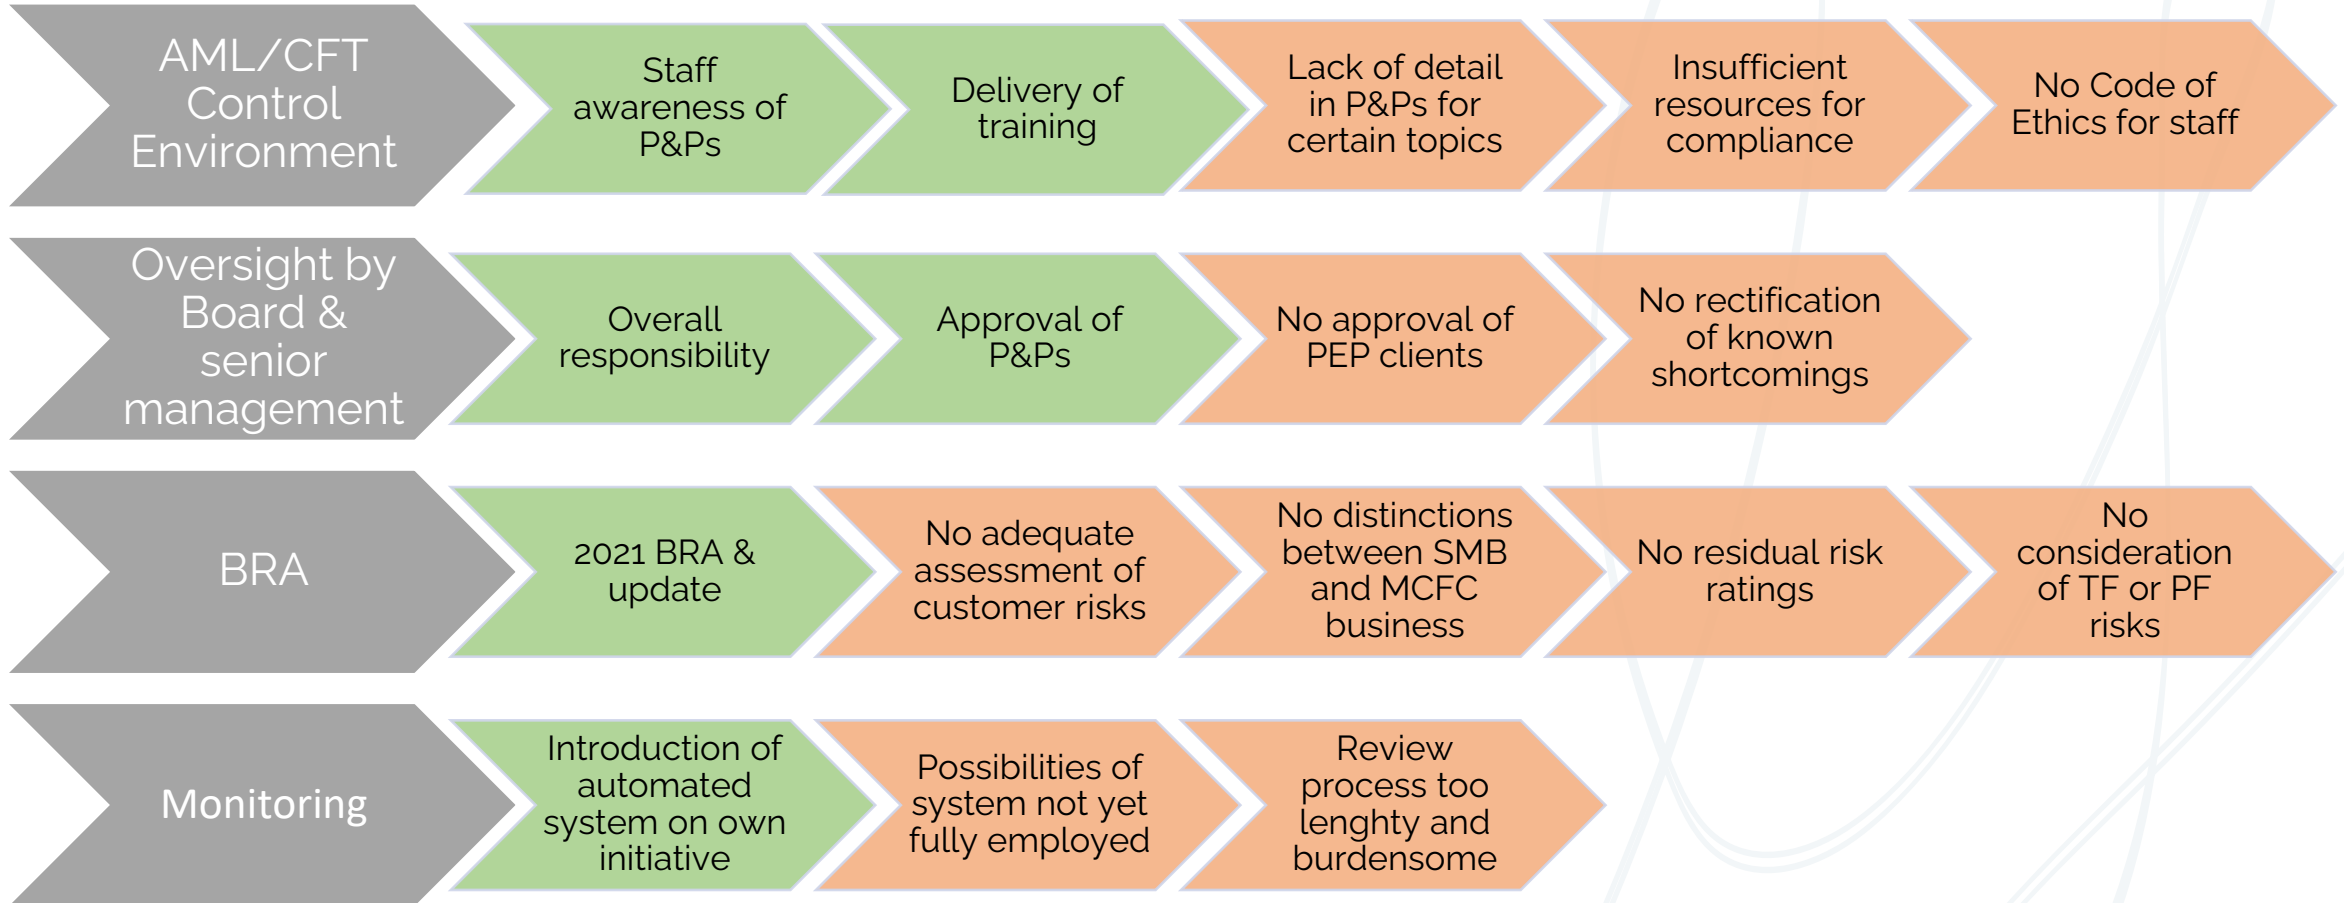 AML/CFT
Control
Environment
Staff
awareness of
P&Ps
Delivery of
training
Lack of detail
in P&Ps for
certain topics
Insufficient
resources for
compliance
No Code of
Ethics for staff
Oversight by
Board &
senior
management
Overall
responsibility
Approval of
P&Ps
No approval of
PEP clients
No rectification
of known
shortcomings
BRA
2021 BRA &
update
No adequate
assessment of
customer risks
No distinctions
between SMB
and MCFC
business
No residual risk
ratings
No
consideration
of TF or PF
risks
Monitoring
Introduction of
automated
system on own
initiative
Possibilities of
system not yet
fully employed
Review
process too
lenghty and
burdensome